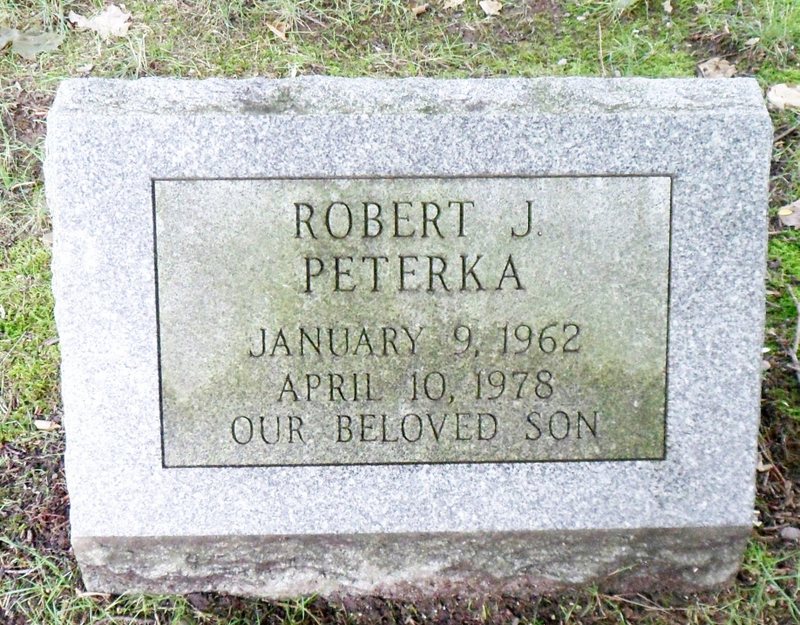 ROBERT J.
PETERKA
JANUARY 9, 1962
APRIL 10, 1978
OUR BELOVED SON